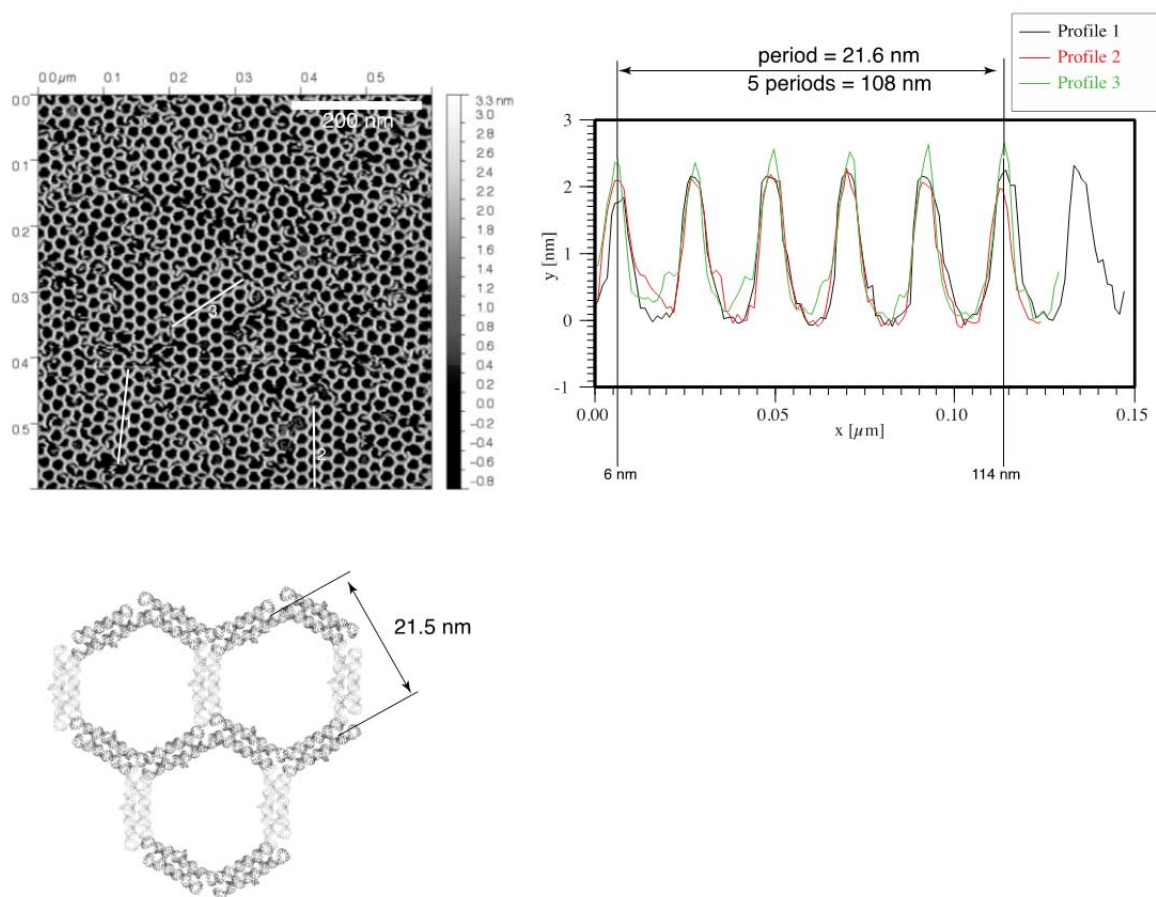 0.0 µm 0.1 0.2 0.3 0.4 0.5
0.0
0.1
0.2
0.3
0.4
0.5
200 nm
3
1
2
3.3 nm
2.8
2.6
2.4
2.2
2.0
1.8
1.6
1.4
1.2
1.0
0.8
0.6
0.4
0.2
0.0
−0.2
−0.4
−0.6
−0.8
Profile 1
Profile 2
Profile 3
period = 21.6 nm
5 periods = 108 nm
3
2
1
0
-1
y [nm]
0.00 0.05 0.10 0.15
x [µm]
6 nm 114 nm
21.5 nm